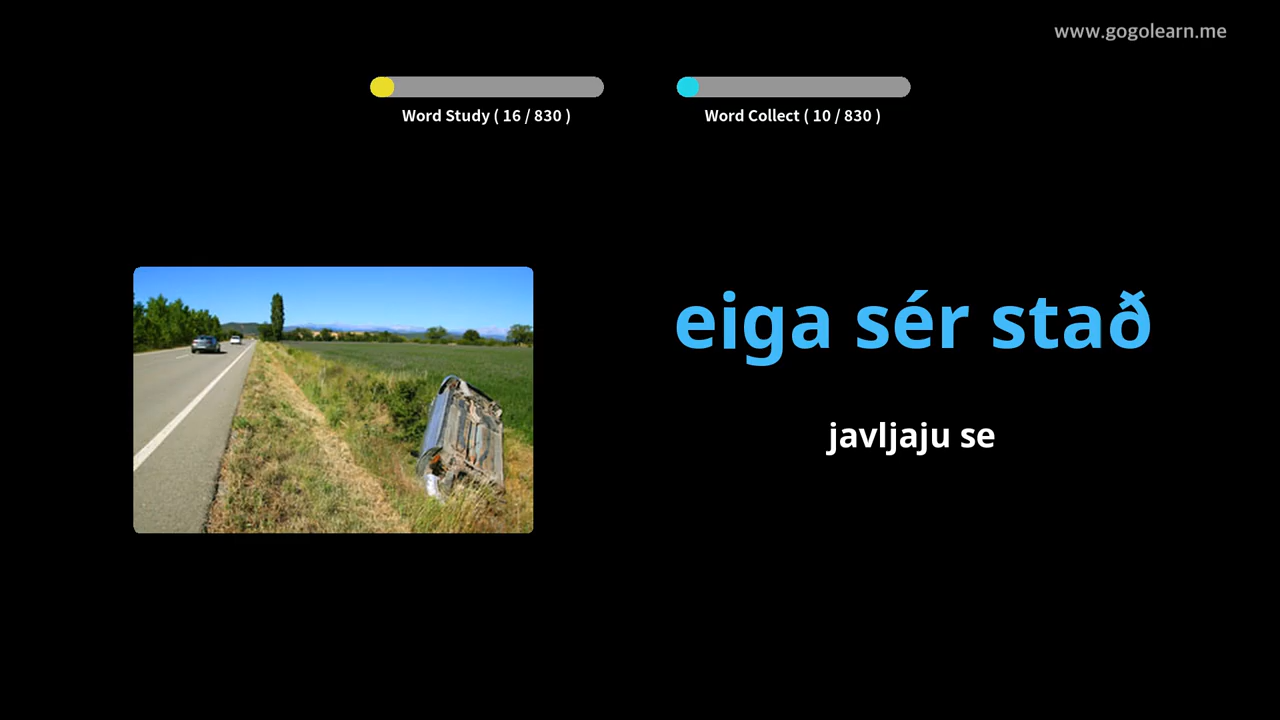 www.gogolearn.me
Word Study ( 16 / 830 )
Word Collect ( 10 / 830 )
eiga sér stað
javljaju se